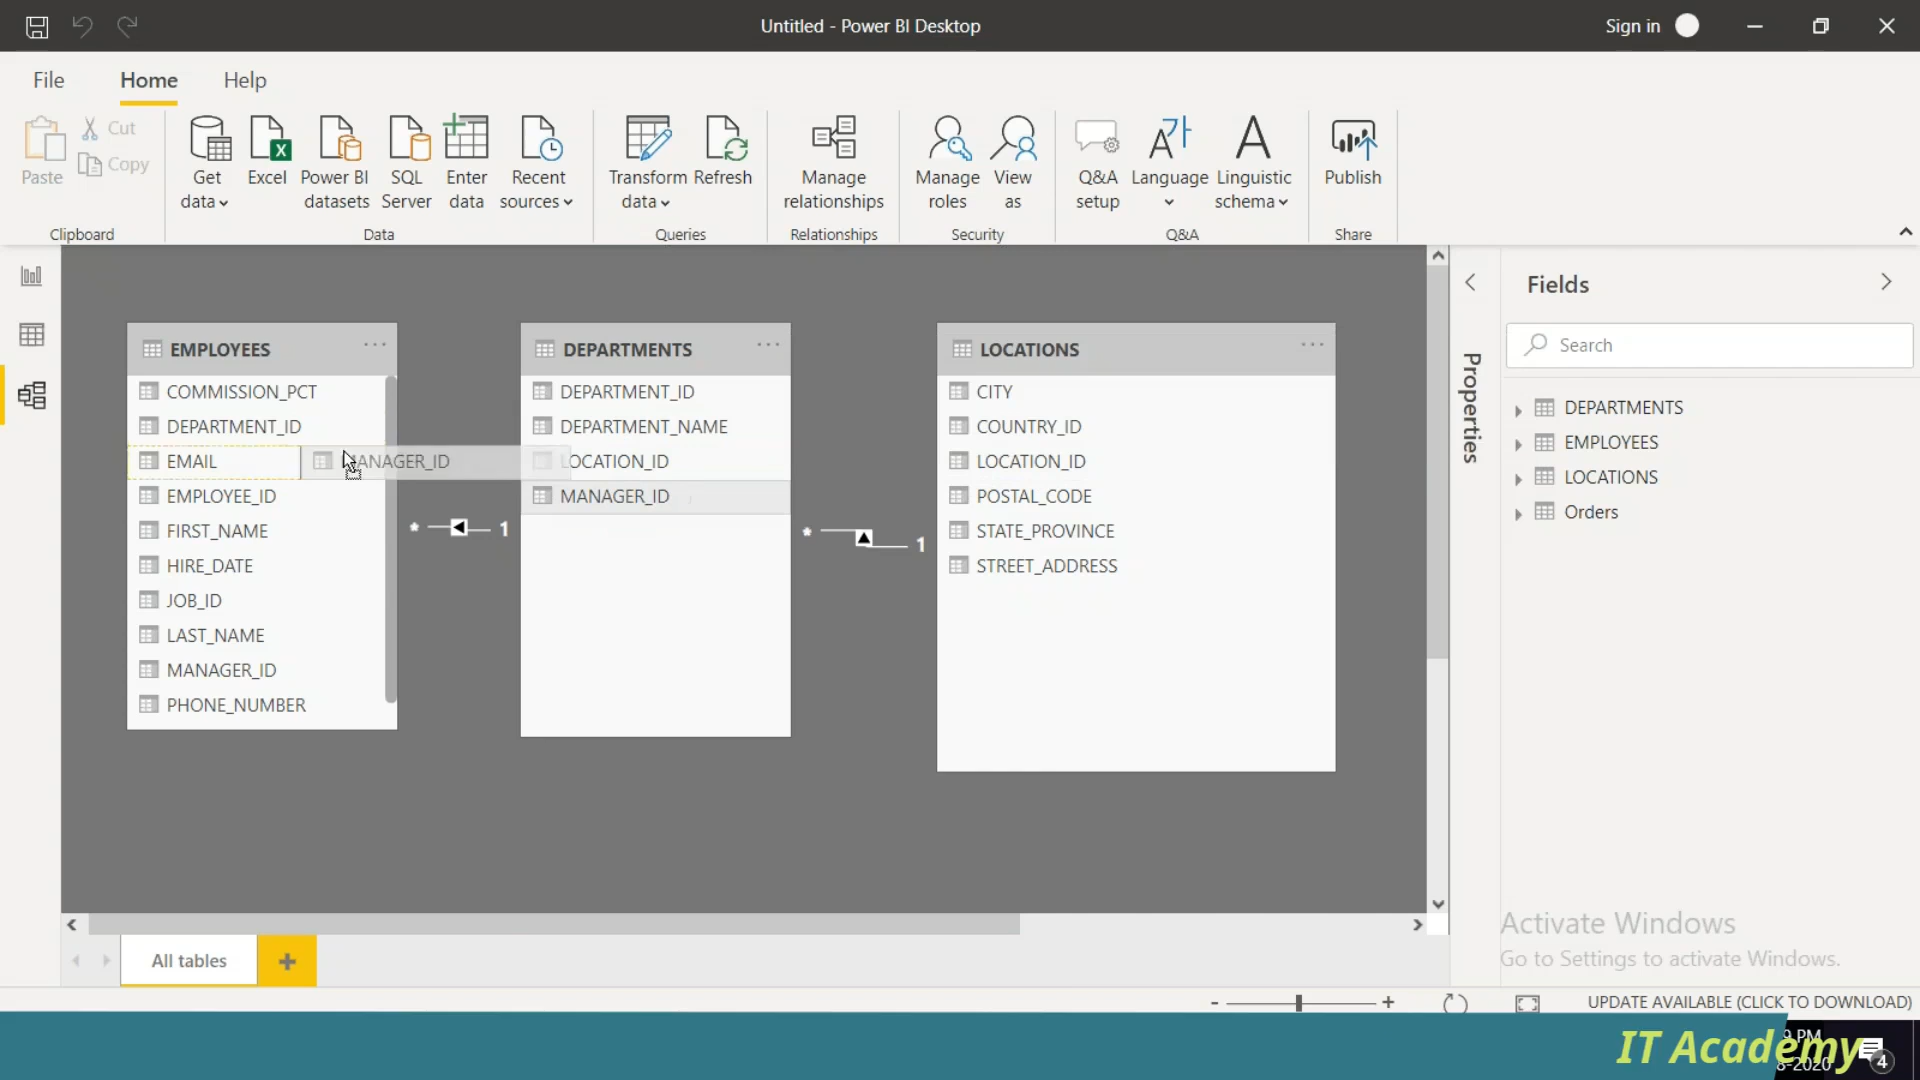 Untitled - Power BI Desktop
Sign in
File
Home
Help
Paste
Cut
Copy
Clipboard
Get data
Excel
Power BI datasets
SQL Server
Enter data
Recent sources
Data
Transform data
Refresh
Queries
Manage relationships
Relationships
Manage roles
View as
Security
Q&A setup
Language
Linguistic schema
Q&A
Publish
Share
EMPLOYEES
COMMISSION_PCT
DEPARTMENT_ID
EMAIL
EMPLOYEE_ID
FIRST_NAME
HIRE_DATE
JOB_ID
LAST_NAME
MANAGER_ID
PHONE_NUMBER
MANAGER_ID
* 1
DEPARTMENTS
DEPARTMENT_ID
DEPARTMENT_NAME
LOCATION_ID
MANAGER_ID
* 1
LOCATIONS
CITY
COUNTRY_ID
LOCATION_ID
POSTAL_CODE
STATE_PROVINCE
STREET_ADDRESS
Properties
Fields
Search
DEPARTMENTS
EMPLOYEES
LOCATIONS
Orders
Activate Windows
Go to Settings to activate Windows.
All tables
- +
UPDATE AVAILABLE (CLICK TO DOWNLOAD)
IT Academy
PM
2020
4